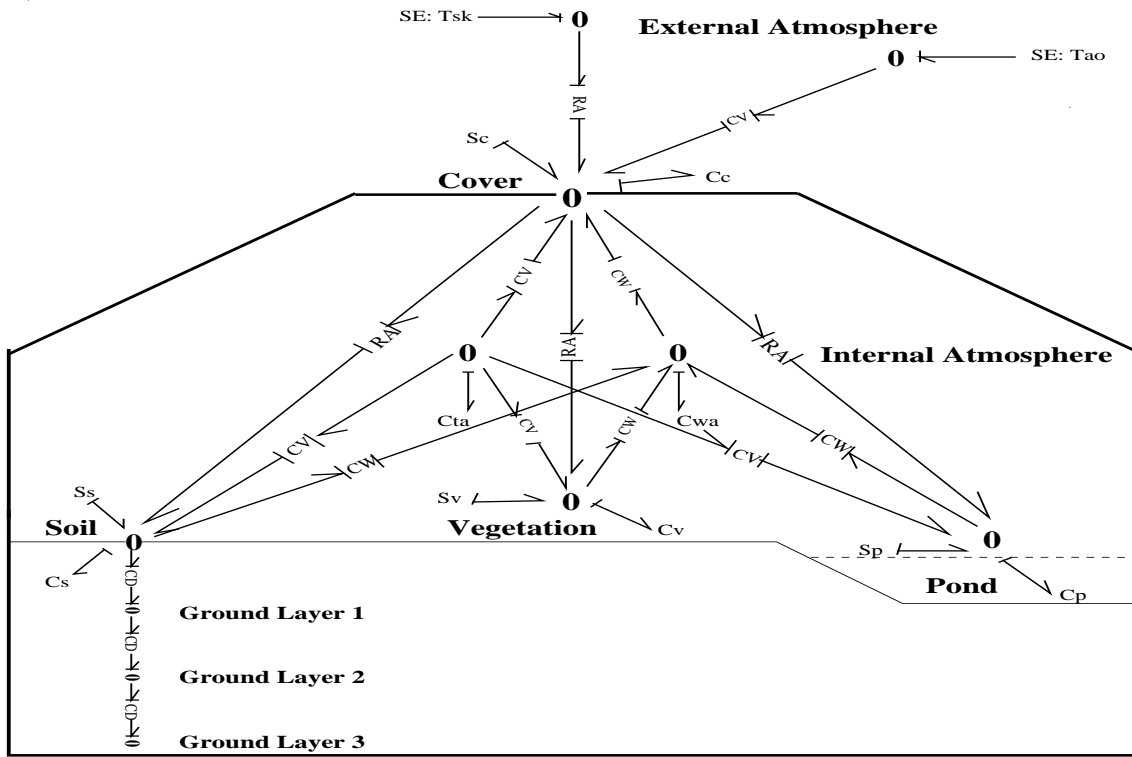 SE: Tsk
0
External Atmosphere
0
SE: Tao
RA
CV
Sc
Cover
0
Cc
CV
CW
RA
RA
RA
0
0
Internal Atmosphere
Cta
Cwa
CV
CW
CV
CW
CV
CW
Ss
Soil
0
Sv
0
Vegetation
Cv
Sp
0
Pond
Cp
Cs
CD
0
Ground Layer 1
CD
0
Ground Layer 2
CD
0
Ground Layer 3